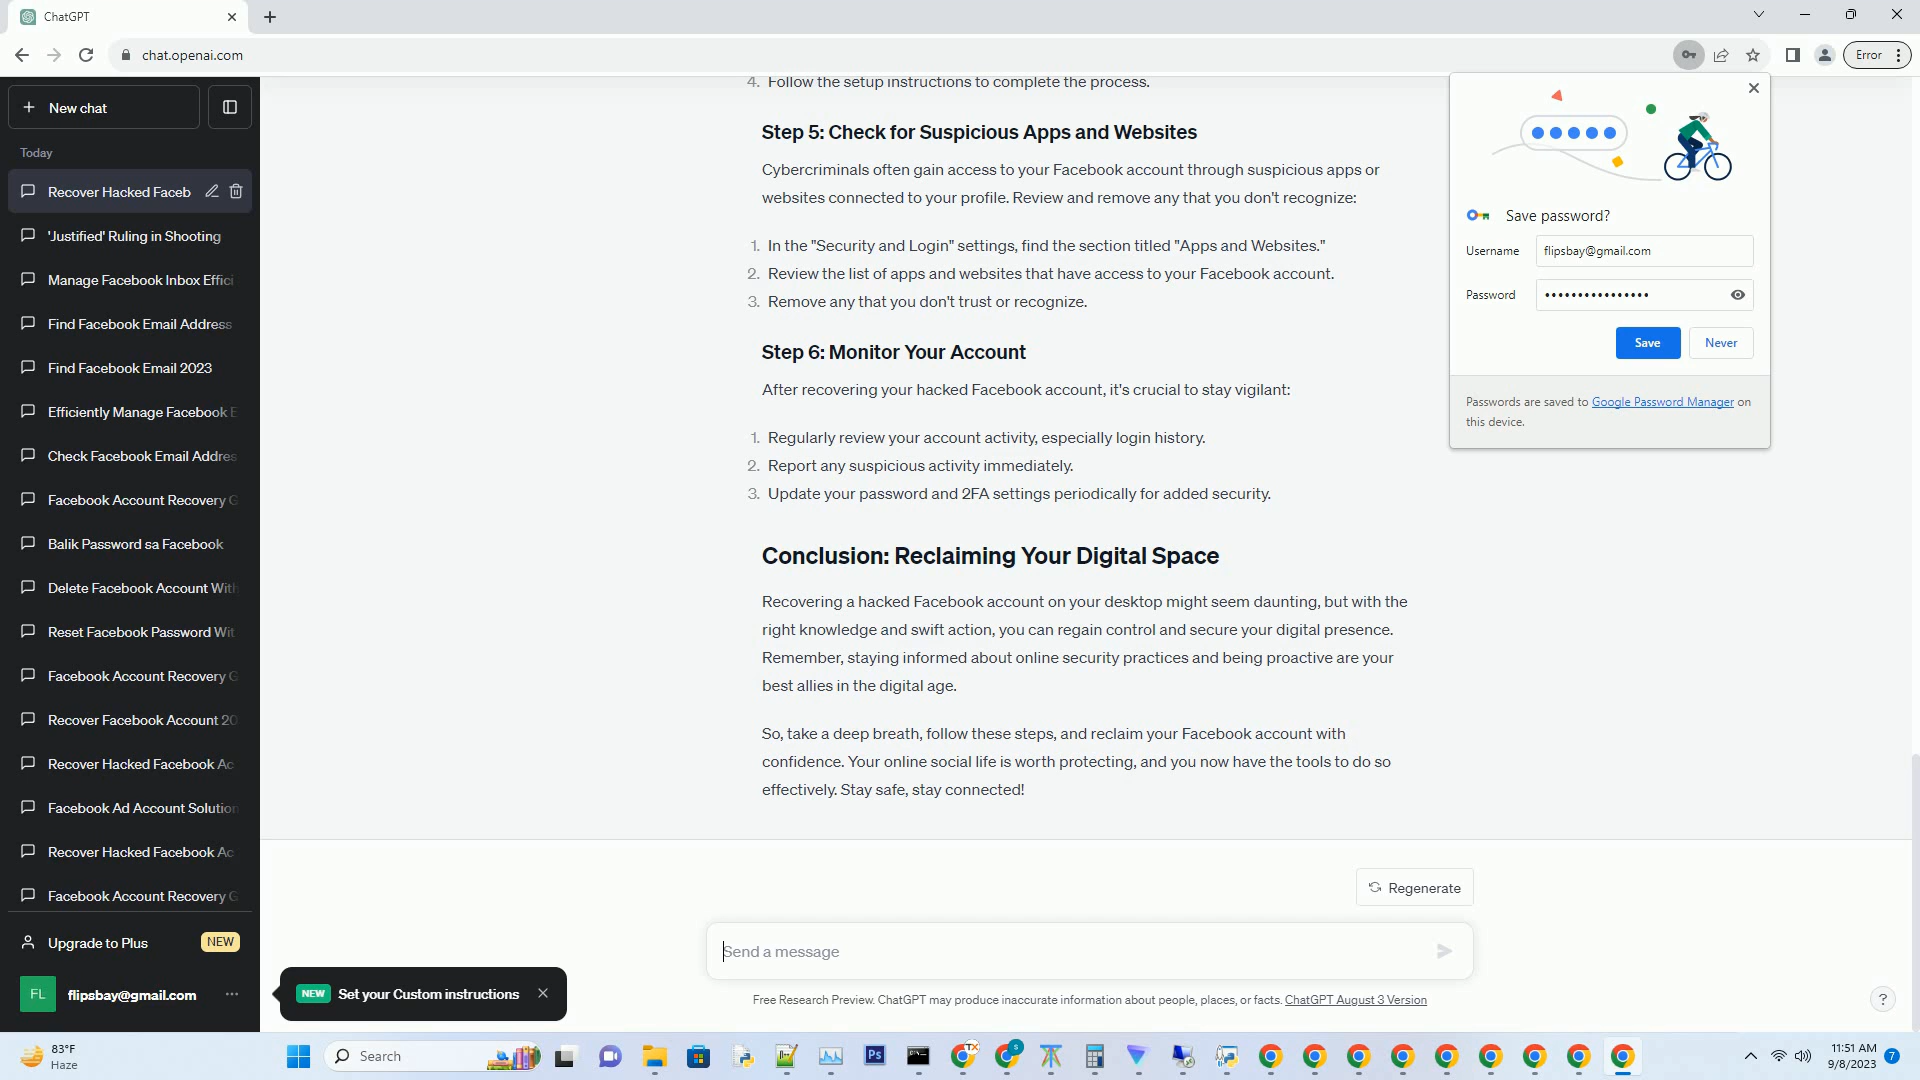 ChatGPT
chat.openai.com
Error
New chat
Today
Recover Hacked Faceb
'Justified' Ruling in Shooting
Manage Facebook Inbox Effici
Find Facebook Email Address
Find Facebook Email 2023
Efficiently Manage Facebook E
Check Facebook Email Addres
Facebook Account Recovery G
Balik Password sa Facebook
Delete Facebook Account With
Reset Facebook Password Wit
Facebook Account Recovery G
Recover Facebook Account 20
Recover Hacked Facebook Ac
Facebook Ad Account Solution
Recover Hacked Facebook Ac
Facebook Account Recovery G
Upgrade to Plus NEW
FL flipsbay@gmail.com
4. Follow the setup instructions to complete the process.
Step 5: Check for Suspicious Apps and Websites
Cybercriminals often gain access to your Facebook account through suspicious apps or
websites connected to your profile. Review and remove any that you don't recognize:
1. In the "Security and Login" settings, find the section titled "Apps and Websites."
2. Review the list of apps and websites that have access to your Facebook account.
3. Remove any that you don't trust or recognize.
Step 6: Monitor Your Account
After recovering your hacked Facebook account, it's crucial to stay vigilant:
1. Regularly review your account activity, especially login history.
2. Report any suspicious activity immediately.
3. Update your password and 2FA settings periodically for added security.
Conclusion: Reclaiming Your Digital Space
Recovering a hacked Facebook account on your desktop might seem daunting, but with the
right knowledge and swift action, you can regain control and secure your digital presence.
Remember, staying informed about online security practices and being proactive are your
best allies in the digital age.
So, take a deep breath, follow these steps, and reclaim your Facebook account with
confidence. Your online social life is worth protecting, and you now have the tools to do so
effectively. Stay safe, stay connected!
Regenerate
Send a message
NEW Set your Custom instructions
Free Research Preview. ChatGPT may produce inaccurate information about people, places, or facts. ChatGPT August 3 Version
?
Save password?
Username flipsbay@gmail.com
Password ••••••••••••••••
Save Never
Passwords are saved to Google Password Manager on
this device.
83°F
Haze
Search
Ps
TX
s
11:51 AM
9/8/2023
7